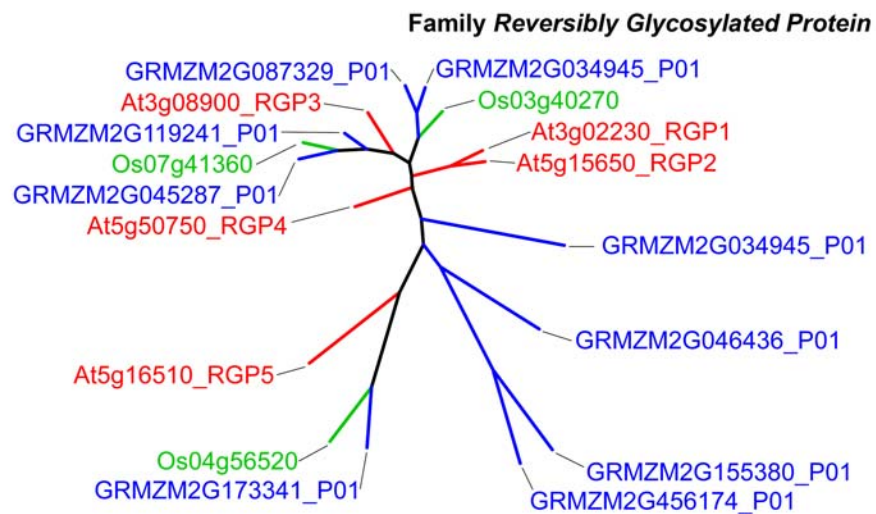 Family Reversibly Glycosylated Protein
GRMZM2G087329_P01
GRMZM2G034945_P01
At3g08900_RGP3
Os03g40270
GRMZM2G119241_P01
At3g02230_RGP1
Os07g41360
At5g15650_RGP2
GRMZM2G045287_P01
At5g50750_RGP4
GRMZM2G034945_P01
GRMZM2G046436_P01
At5g16510_RGP5
Os04g56520
GRMZM2G155380_P01
GRMZM2G173341_P01
GRMZM2G456174_P01